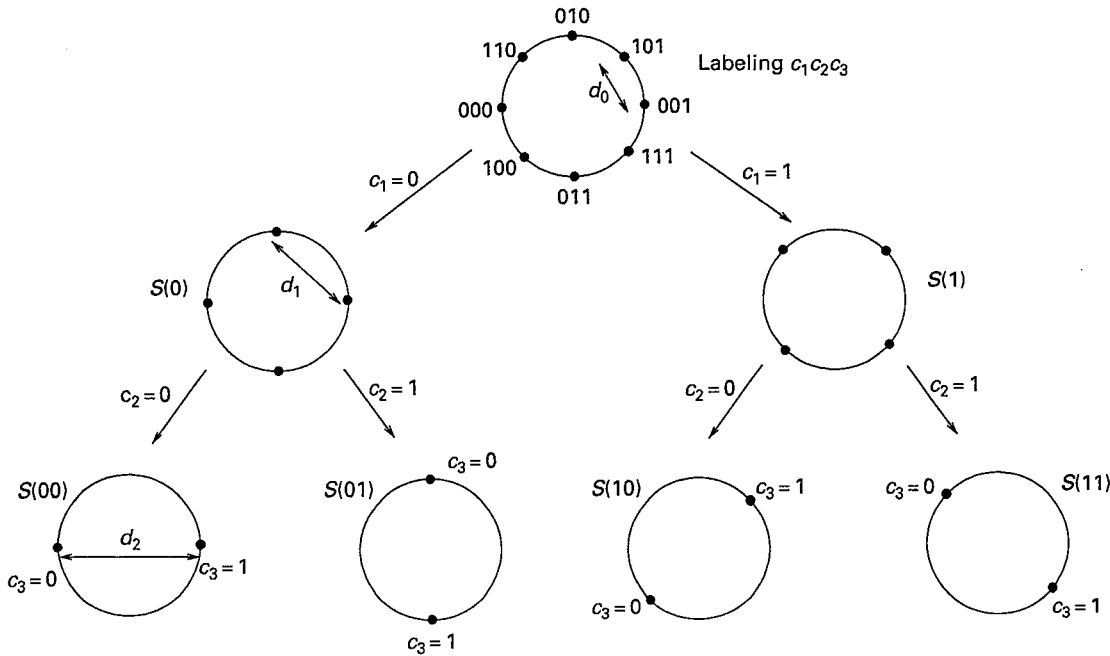 010
110
101
Labeling c₁c₂c₃
d₀
000
001
100
111
011
c₁ = 0
c₁ = 1
S(0)
d₁
S(1)
c₂ = 0
c₂ = 1
c₂ = 0
c₂ = 1
S(00)
d₂
c₃ = 0
c₃ = 1
S(01)
c₃ = 0
c₃ = 1
S(10)
c₃ = 1
c₃ = 0
S(11)
c₃ = 0
c₃ = 1